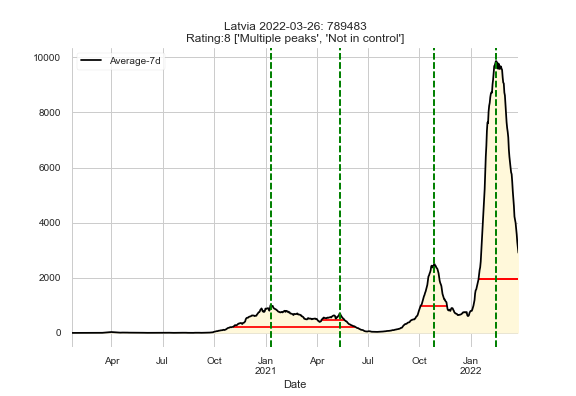 Latvia 2022-03-26: 789483
Rating:8 ['Multiple peaks', 'Not in control']
Average-7d
10000
8000
6000
4000
2000
0
Apr Jul Oct Jan Apr Jul Oct Jan
2021 2022
Date